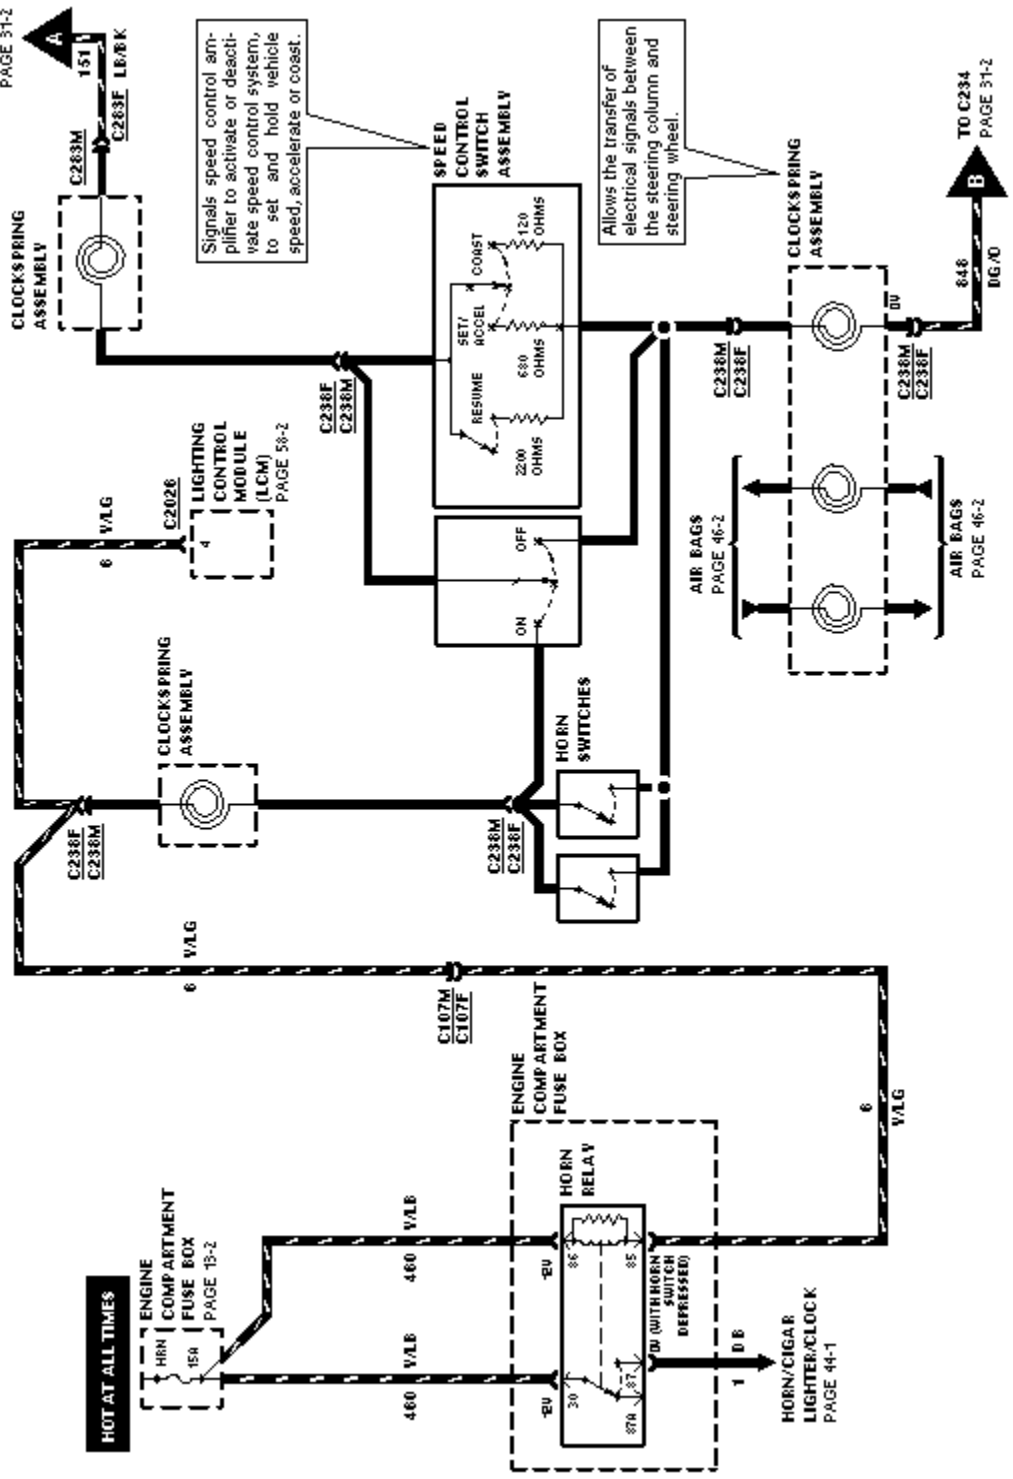 HOT AT ALL TIMES
ENGINE
COMPARTMENT
FUSE BOX
PAGE 13-2
HRN
15A
460
Y/LB
460
Y/LB
ENGINE
COMPARTMENT
FUSE BOX
12V
12V
HORN
RELAY
30
86
87A
87
85
0V (WITH HORN
SWITCH
DEPRESSED)
1
DB
HORN/CIGAR
LIGHTER/CLOCK
PAGE 44-1
6
Y/LG
C107M
C107F
6
Y/LG
C238F
C238M
CLOCKSPRING
ASSEMBLY
6
Y/LG
C2026
4
LIGHTING
CONTROL
MODULE
(LCM)
PAGE 58-2
C238M
C238F
HORN
SWITCHES
ON
OFF
PAGE 31-2
A
151
LB/BK
C283M
C283F
CLOCKSPRING
ASSEMBLY
C238F
C238M
Signals speed control am-
plifier to activate or deacti-
vate speed control system,
to set and hold vehicle
speed, accelerate or coast.
SPEED
CONTROL
SWITCH
ASSEMBLY
RESUME
SET/
ACCEL
COAST
2200
OHMS
680
OHMS
120
OHMS
Allows the transfer of
electrical signals between
the steering column and
steering wheel.
C238M
C238F
CLOCKSPRING
ASSEMBLY
AIR BAGS
PAGE 46-2
AIR BAGS
PAGE 46-2
0V
C238M
C238F
848
DG/O
B
TO C234
PAGE 31-2